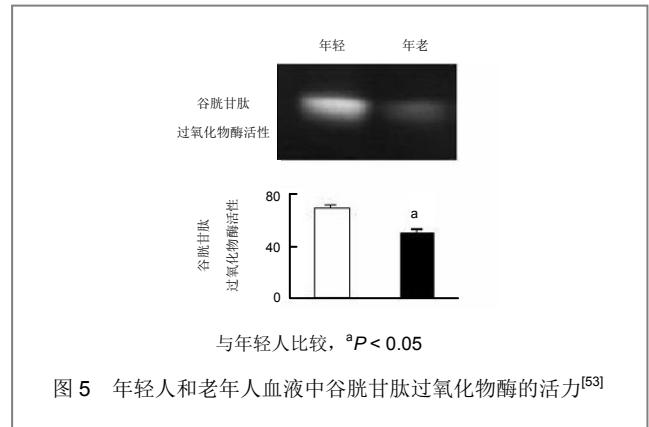 年轻 年老
谷胱甘肽
过氧化物酶活性
80
40
0
谷胱甘肽
过氧化物酶活性
a
与年轻人比较，ᵃP < 0.05
图 5 年轻人和老年人血液中谷胱甘肽过氧化物酶的活力[53]